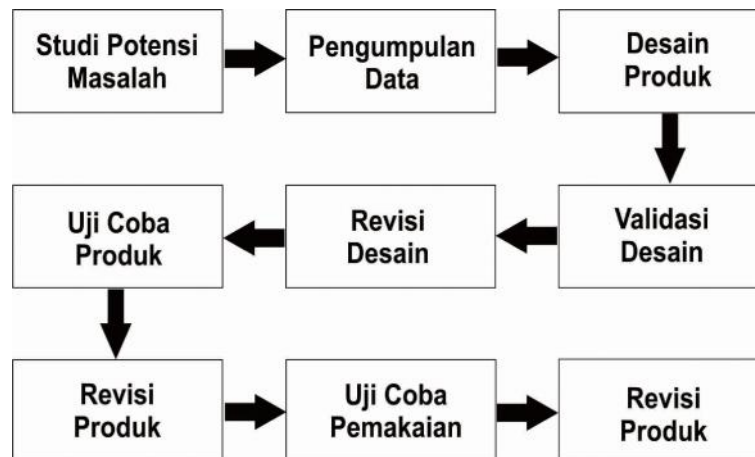 Studi Potensi
Masalah
Pengumpulan
Data
Desain
Produk
Validasi
Desain
Revisi
Desain
Uji Coba
Produk
Revisi
Produk
Uji Coba
Pemakaian
Revisi
Produk